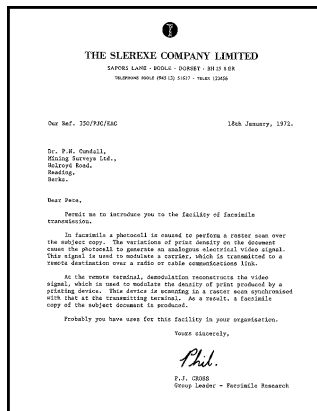 THE SLEREXE COMPANY LIMITED
SAPORS LANE - BOOLE - DORSET - BH 25 8 ER
TELEPHONE BOOLE (945 13) 51617 - TELEX 123456
Our Ref. 350/PJC/EAC
18th January, 1972.
Dr. P.N. Cundall,
Mining Surveys Ltd.,
Holroyd Road,
Reading,
Berks.
Dear Pete,
Permit me to introduce you to the facility of facsimile
transmission.
In facsimile a photocell is caused to perform a raster scan over
the subject copy. The variations of print density on the document
cause the photocell to generate an analogous electrical video signal.
This signal is used to modulate a carrier, which is transmitted to a
remote destination over a radio or cable communications link.
At the remote terminal, demodulation reconstructs the video
signal, which is used to modulate the density of print produced by a
printing device. This device is scanning in a raster scan synchronised
with that at the transmitting terminal. As a result, a facsimile
copy of the subject document is produced.
Probably you have uses for this facility in your organisation.
Yours sincerely,
Phil.
P.J. CROSS
Group Leader - Facsimile Research